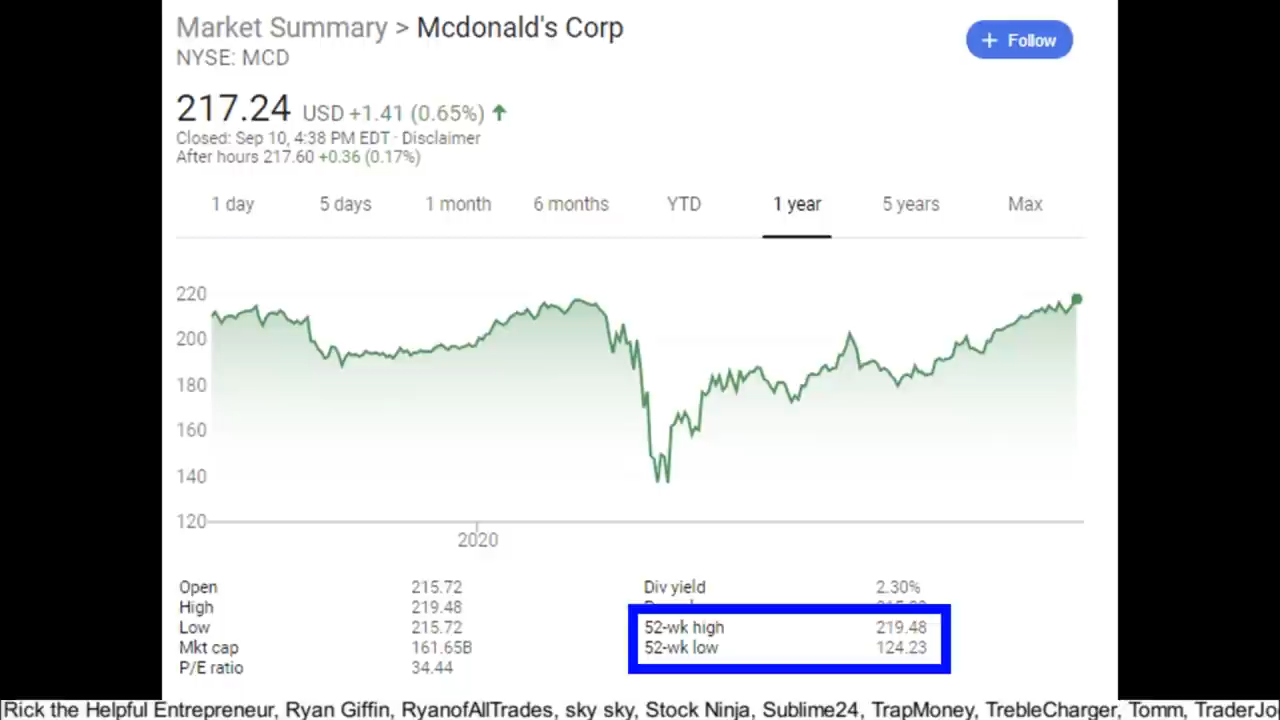 Market Summary > Mcdonald's Corp
NYSE: MCD
+ Follow
217.24 USD +1.41 (0.65%) ↑
Closed: Sep 10, 4:38 PM EDT · Disclaimer
After hours 217.60 +0.36 (0.17%)
1 day 5 days 1 month 6 months YTD 1 year 5 years Max
220
200
180
160
140
120
2020
Open 215.72 Div yield 2.30%
High 219.48
Low 215.72 52-wk high 219.48
Mkt cap 161.65B 52-wk low 124.23
P/E ratio 34.44
Rick the Helpful Entrepreneur, Ryan Giffin, RyanofAllTrades, sky sky, Stock Ninja, Sublime24, TrapMoney, TrebleCharger, Tomm, TraderJo